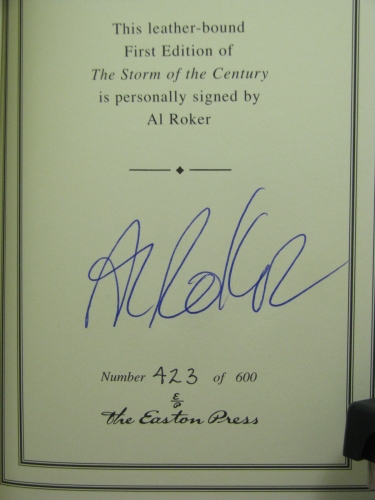 This leather-bound
First Edition of
The Storm of the Century
is personally signed by
Al Roker
Al Roker
Number 423 of 600
E/P
the Easton Press